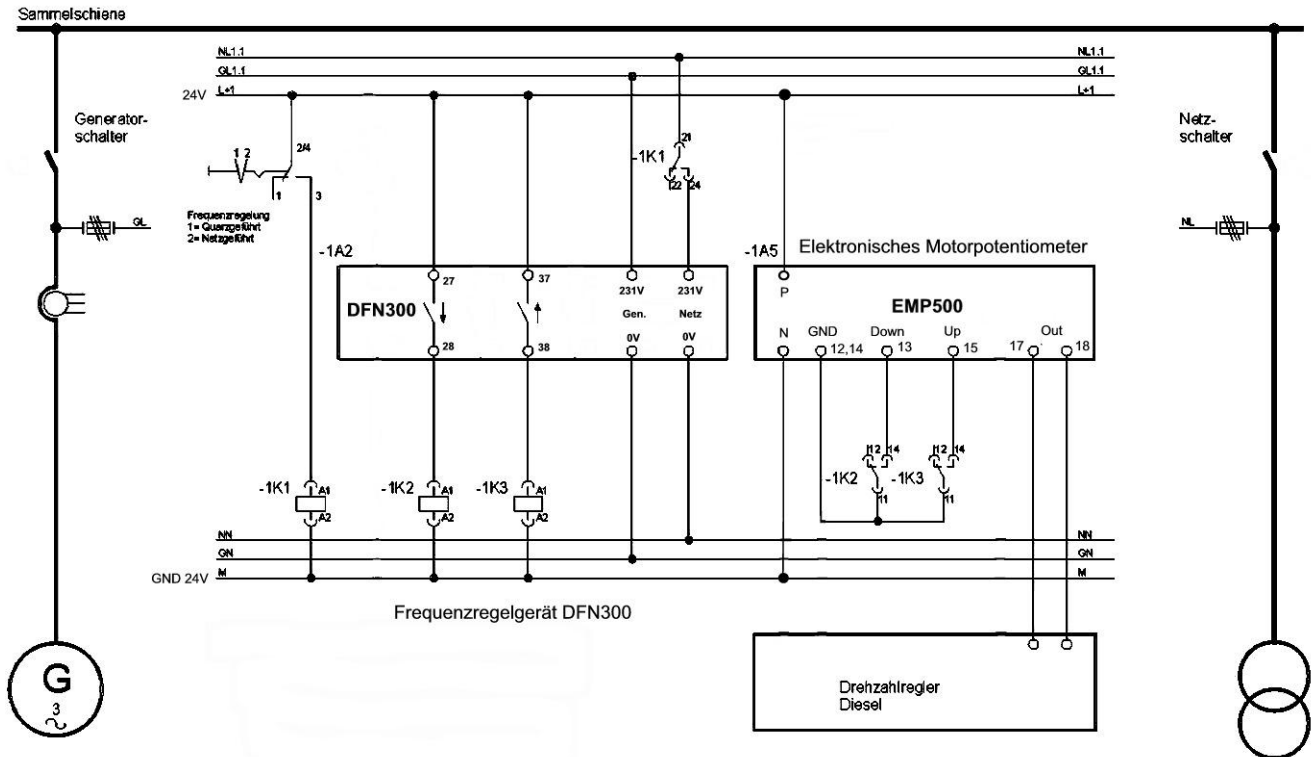 Sammelschiene
NL1.1 NL1.1
GL1.1 GL1.1
24V L+1 L+1
Generator-
schalter
Netz-
schalter
1 2 2/4
1 3
-1K1 21
22 24
Frequenzregelung
1= Quarzgeführt
2= Netzgeführt
GL
NL
-1A2
DFN300
27 37
231V 231V
Gen. Netz
0V 0V
28 38
-1A5 Elektronisches Motorpotentiometer
P
EMP500
N GND Down Up Out
12,14 13 15 17 18
12 14 12 14
-1K2 -1K3
11 11
-1K1 A1 -1K2 A1 -1K3 A1
A2 A2 A2
NN NN
GN GN
GND 24V M M
Frequenzregelgerät DFN300
G
3
~
Drehzahlregler
Diesel